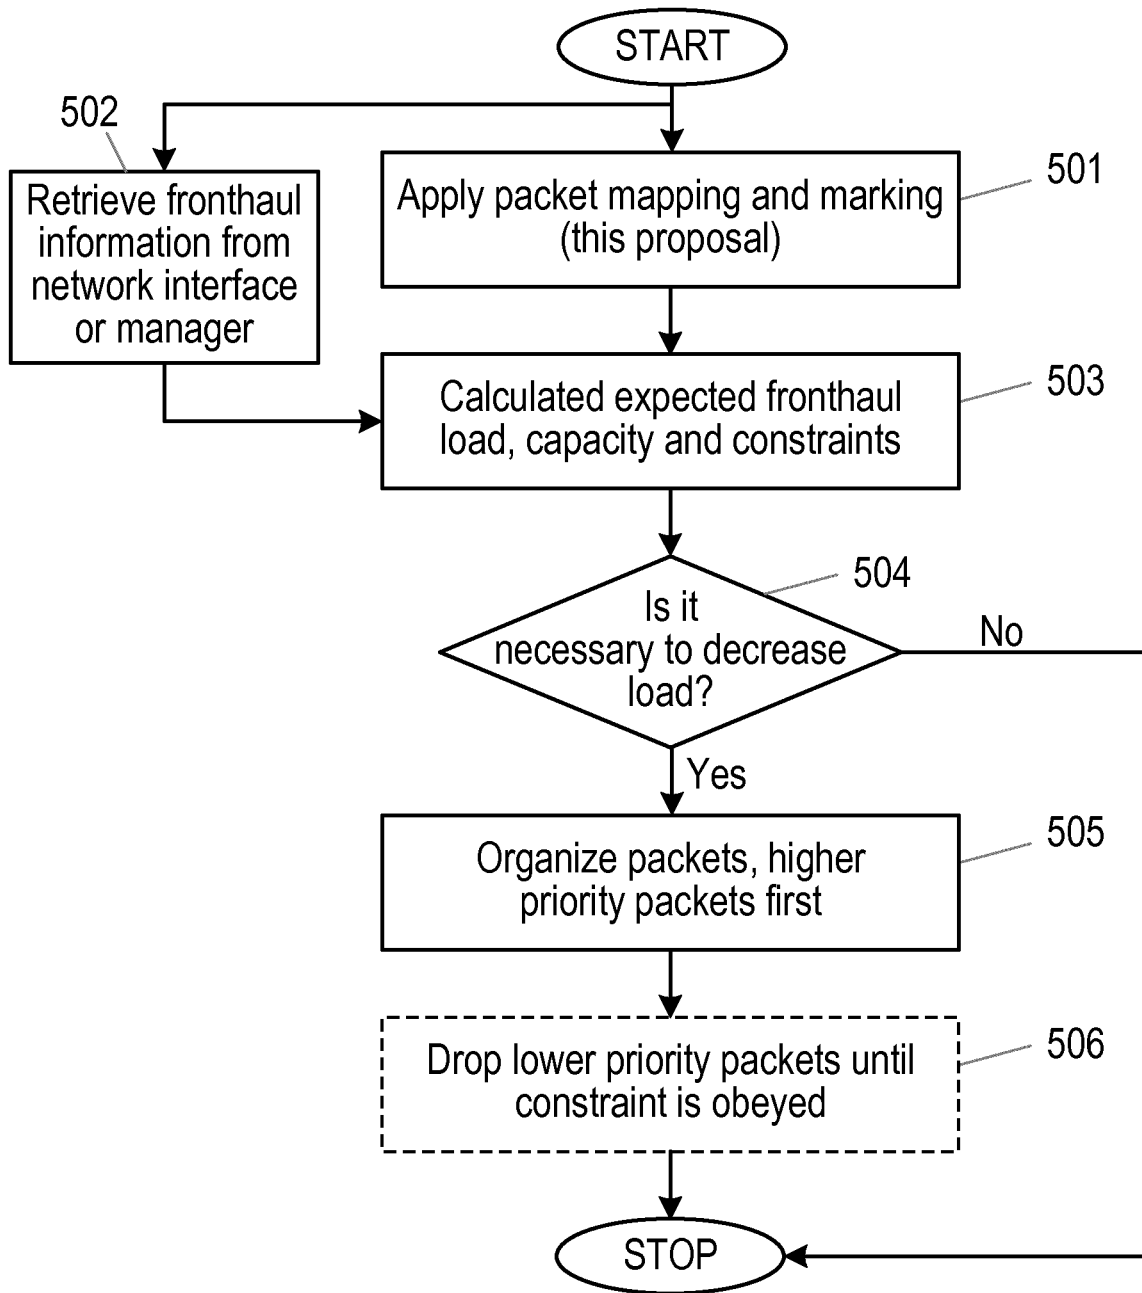 START
502
Retrieve fronthaul
information from
network interface
or manager
501
Apply packet mapping and marking
(this proposal)
503
Calculated expected fronthaul
load, capacity and constraints
504
Is it
necessary to decrease
load?
No
Yes
505
Organize packets, higher
priority packets first
506
Drop lower priority packets until
constraint is obeyed
STOP